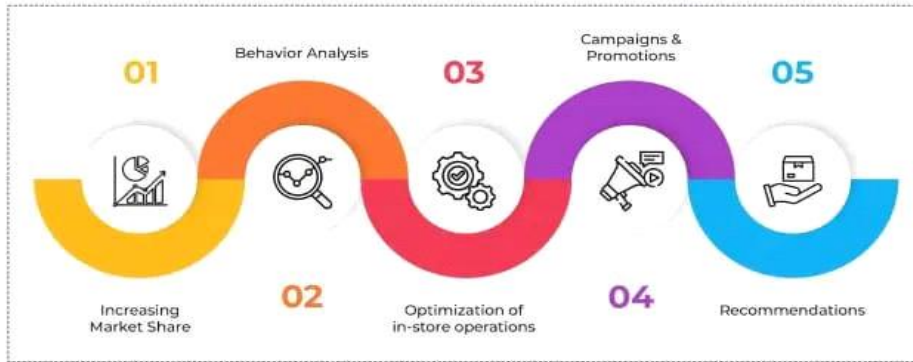 01
Increasing
Market Share
Behavior Analysis
02
03
Optimization of
in-store operations
Campaigns &
Promotions
04
05
Recommendations